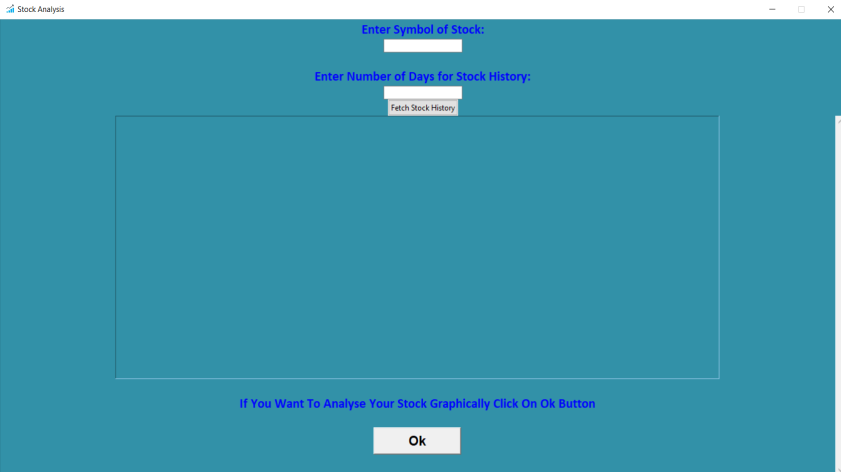 Stock Analysis
Enter Symbol of Stock:
Enter Number of Days for Stock History:
Fetch Stock History
If You Want To Analyse Your Stock Graphically Click On Ok Button
Ok